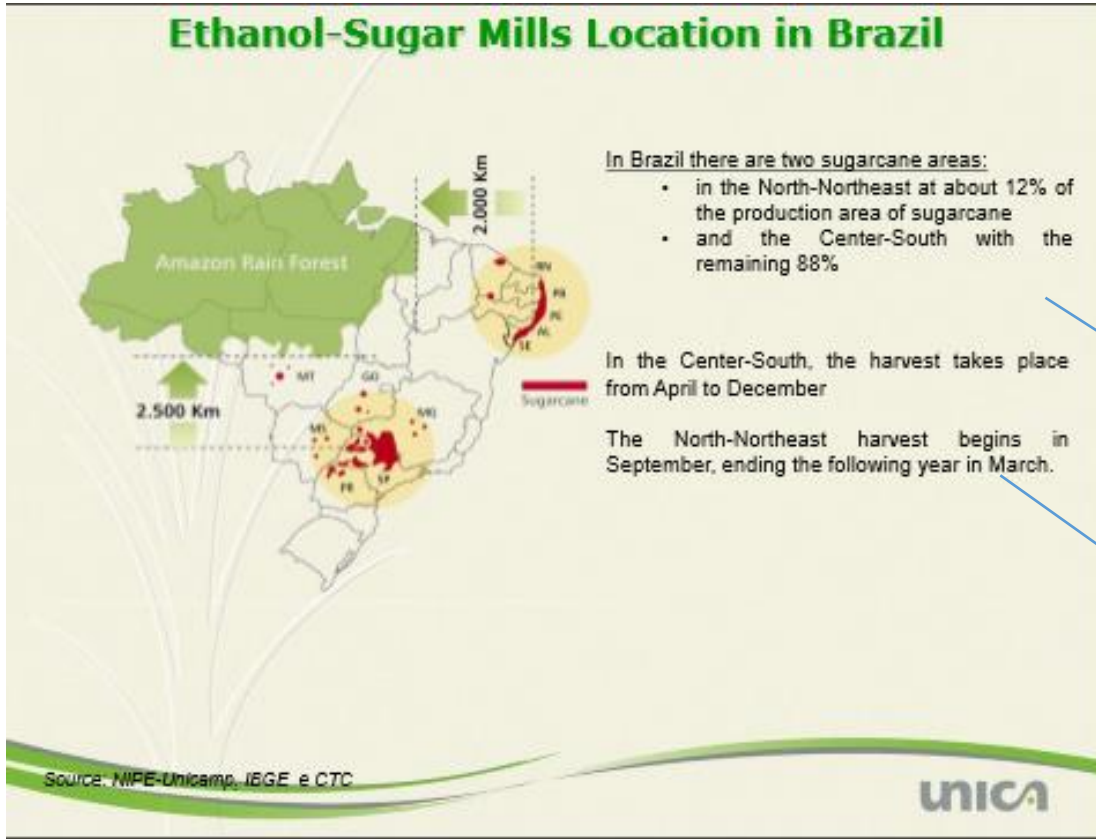 Ethanol-Sugar Mills Location in Brazil
2.000 Km
Amazon Rain Forest
RN
PB
PE
AL
SE
MT
GO
2.500 Km
MS
MG
PR
SP
Sugarcane
In Brazil there are two sugarcane areas:
• in the North-Northeast at about 12% of
the production area of sugarcane
• and the Center-South with the
remaining 88%
In the Center-South, the harvest takes place
from April to December
The North-Northeast harvest begins in
September, ending the following year in March.
Source: NIPE-Unicamp, IBGE e CTC
unica